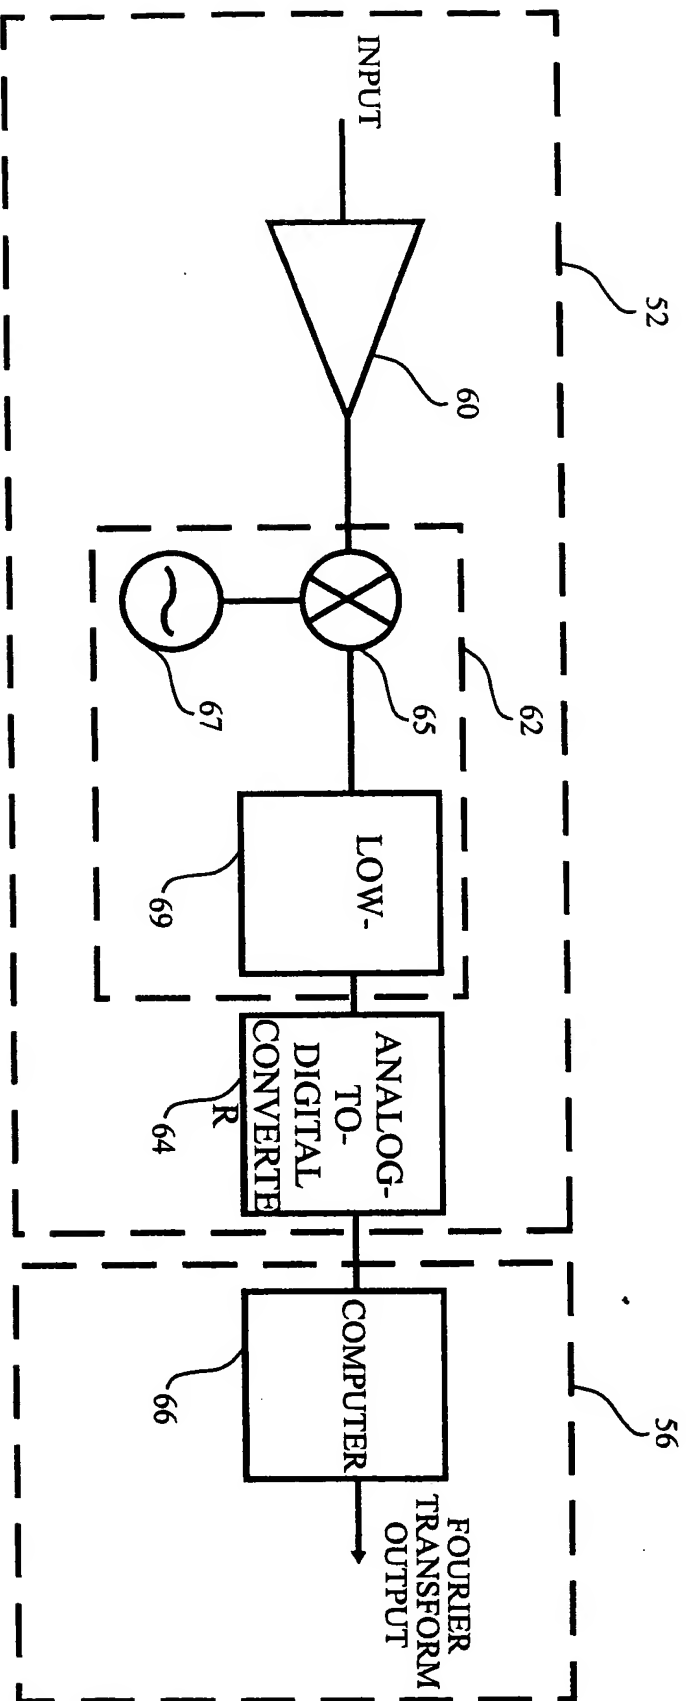 INPUT
52
60
62
65
67
LOW-
69
ANALOG-
TO-
DIGITAL
CONVERTE
R
64
COMPUTER
66
56
FOURIER
TRANSFORM
OUTPUT